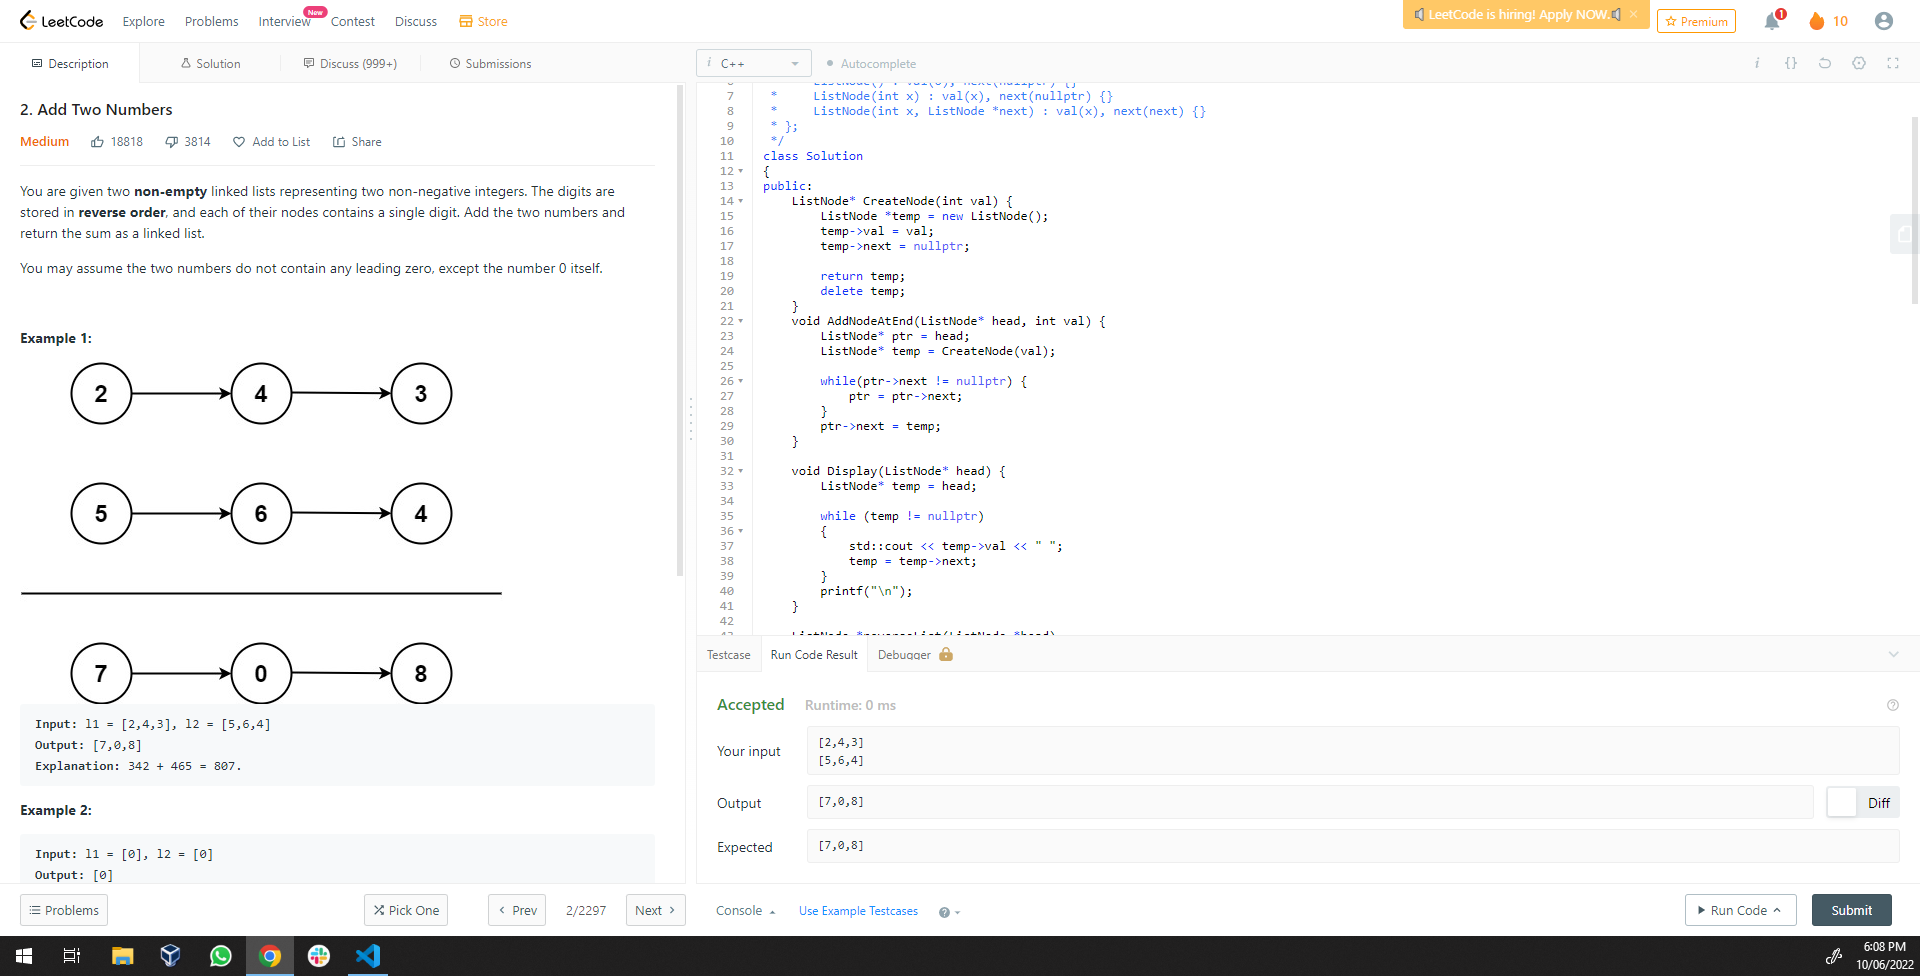 LeetCode Explore Problems Interview New Contest Discuss Store LeetCode is hiring! Apply NOW. × Premium 1 10
Description Solution Discuss (999+) Submissions
2. Add Two Numbers
Medium 18818 3814 Add to List Share
You are given two non-empty linked lists representing two non-negative integers. The digits are
stored in reverse order, and each of their nodes contains a single digit. Add the two numbers and
return the sum as a linked list.
You may assume the two numbers do not contain any leading zero, except the number 0 itself.
Example 1:
2 4 3
5 6 4
7 0 8
Input: l1 = [2,4,3], l2 = [5,6,4]
Output: [7,0,8]
Explanation: 342 + 465 = 807.
Example 2:
Input: l1 = [0], l2 = [0]
Output: [0]
Problems Pick One Prev 2/2297 Next
i C++ Autocomplete i {}
7 *     ListNode(int x) : val(x), next(nullptr) {}
8 *     ListNode(int x, ListNode *next) : val(x), next(next) {}
9 * };
10 */
11 class Solution
12 {
13 public:
14     ListNode* CreateNode(int val) {
15         ListNode *temp = new ListNode();
16         temp->val = val;
17         temp->next = nullptr;
18
19         return temp;
20         delete temp;
21     }
22     void AddNodeAtEnd(ListNode* head, int val) {
23         ListNode* ptr = head;
24         ListNode* temp = CreateNode(val);
25
26         while(ptr->next != nullptr) {
27             ptr = ptr->next;
28         }
29         ptr->next = temp;
30     }
31
32     void Display(ListNode* head) {
33         ListNode* temp = head;
34
35         while (temp != nullptr)
36         {
37             std::cout << temp->val << " ";
38             temp = temp->next;
39         }
40         printf("\n");
41     }
42
Testcase Run Code Result Debugger
Accepted Runtime: 0 ms
Your input
[2,4,3]
[5,6,4]
Output [7,0,8] Diff
Expected [7,0,8]
Console Use Example Testcases Run Code Submit
6:08 PM
10/06/2022